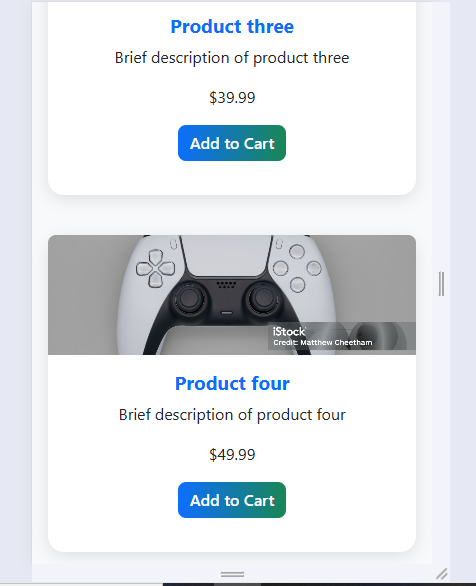 Product three
Brief description of product three
$39.99
Add to Cart
iStock
Credit: Matthew Cheetham
Product four
Brief description of product four
$49.99
Add to Cart